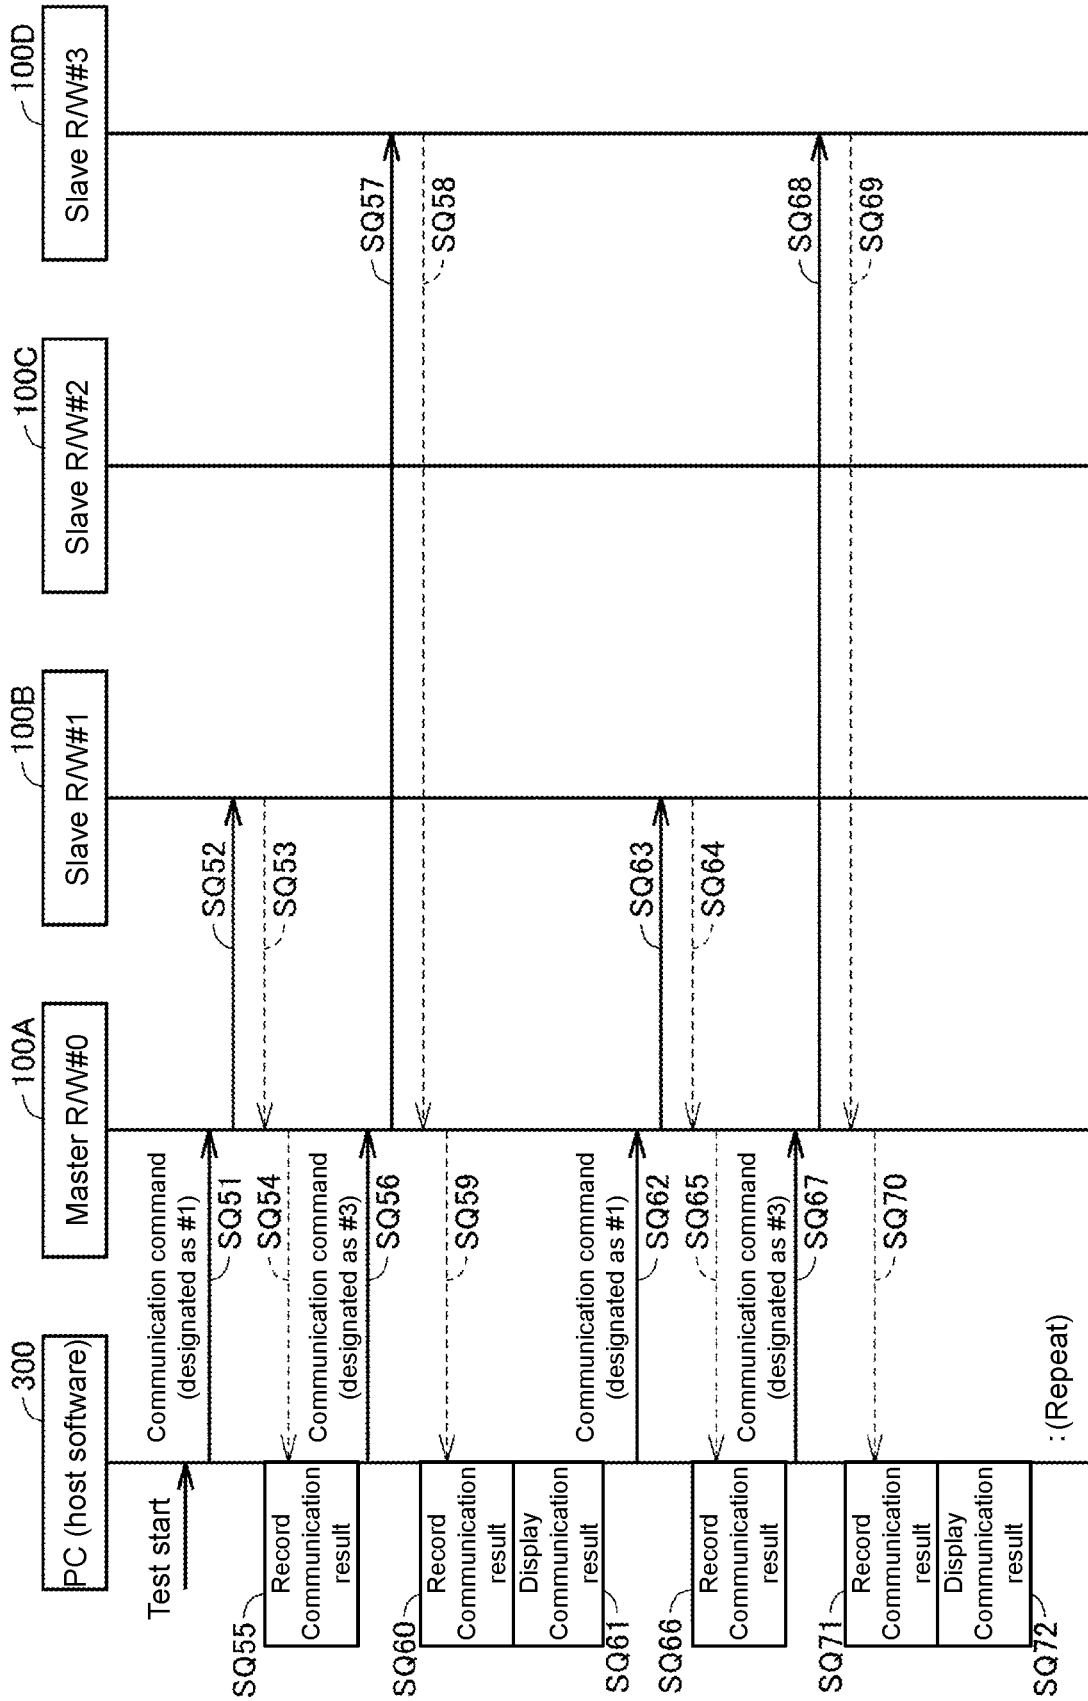 300
PC (host software)
100A
Master R/W#0
100B
Slave R/W#1
100C
Slave R/W#2
100D
Slave R/W#3
Test start
Communication command
(designated as #1)
SQ51
SQ52
SQ53
SQ54
SQ55
Record
Communication
result
Communication command
(designated as #3)
SQ56
SQ57
SQ58
SQ59
SQ60
Record
Communication
result
Display
Communication
result
SQ61
Communication command
(designated as #1)
SQ62
SQ63
SQ64
SQ65
SQ66
Record
Communication
result
Communication command
(designated as #3)
SQ67
SQ68
SQ69
SQ70
SQ71
Record
Communication
result
Display
Communication
result
SQ72
: (Repeat)